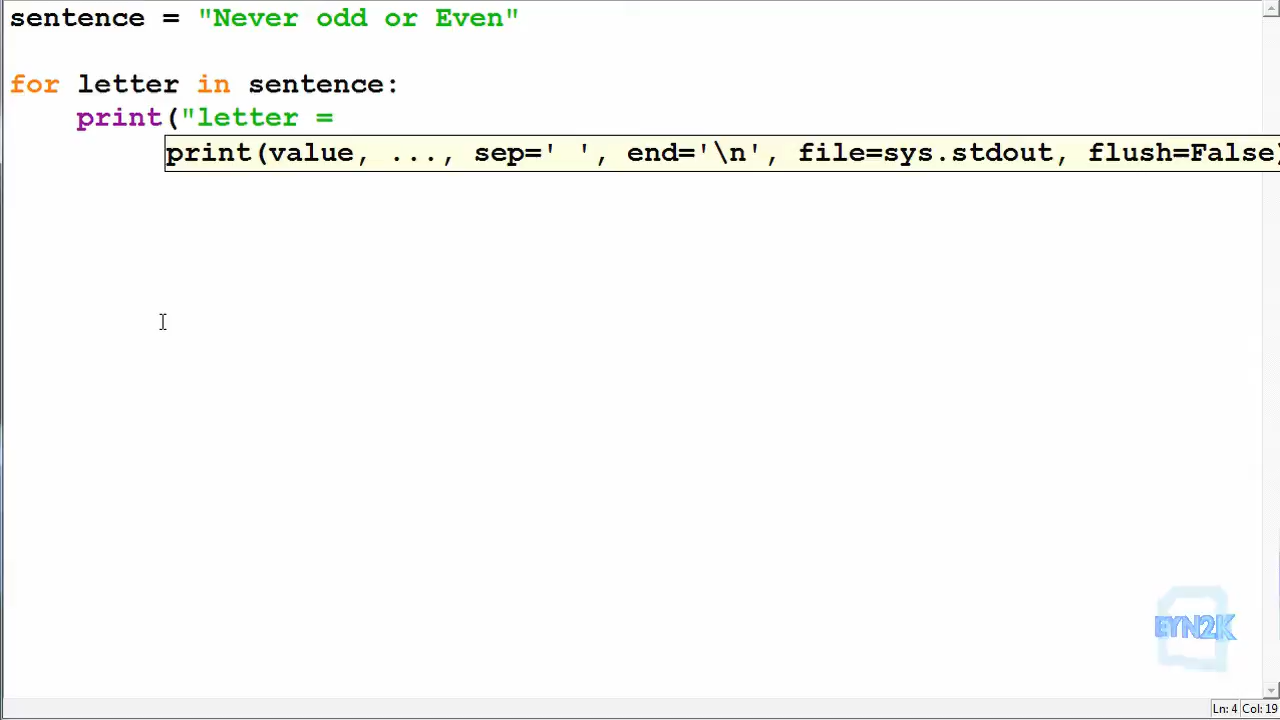 sentence = "Never odd or Even"
for letter in sentence:
    print("letter =
print(value, ..., sep=' ', end='\n', file=sys.stdout, flush=False)
EYN2K
Ln: 4 Col: 19